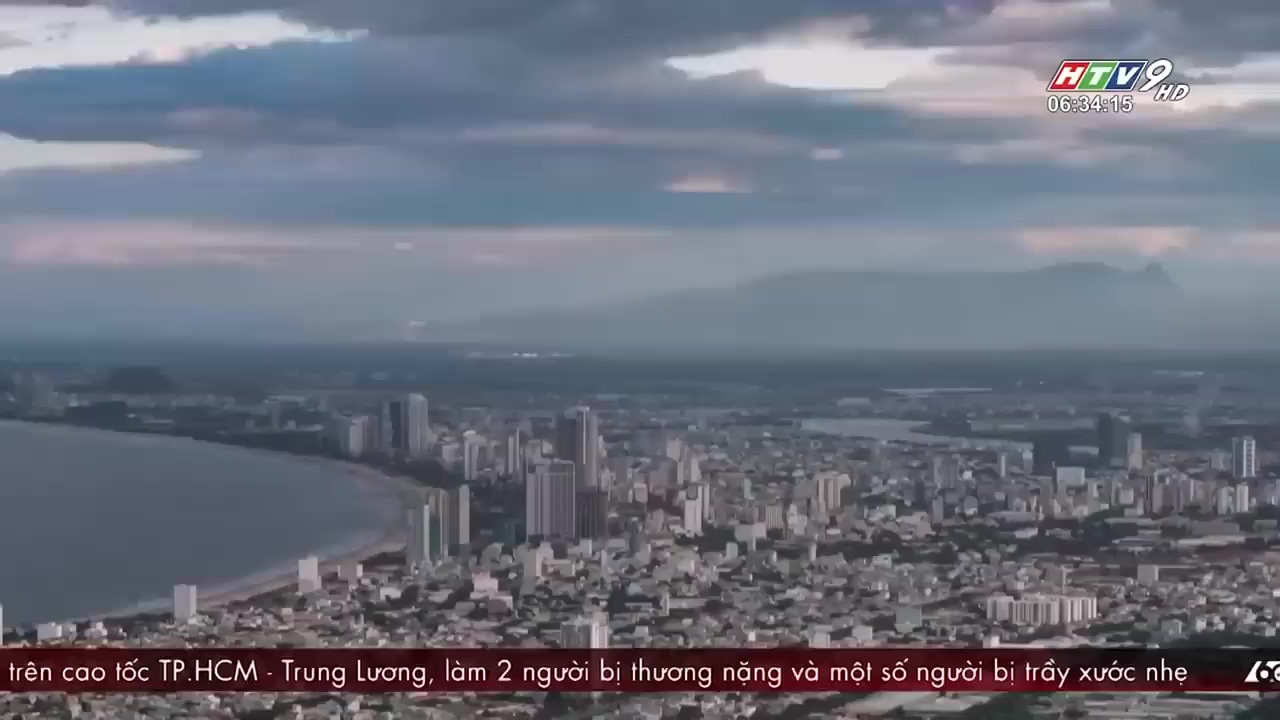 HTV9 HD
06:34:15
trên cao tốc TP.HCM - Trung Lương, làm 2 người bị thương nặng và một số người bị trầy xước nhẹ